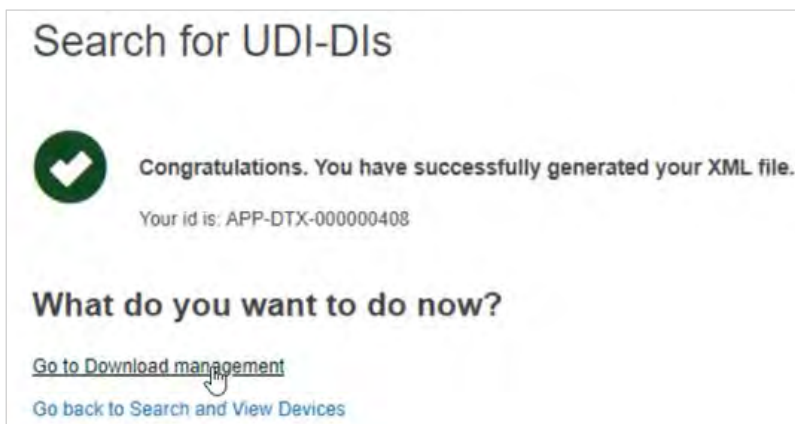 Search for UDI-DIs
Congratulations. You have successfully generated your XML file.
Your id is: APP-DTX-000000408
What do you want to do now?
Go to Download management
Go back to Search and View Devices